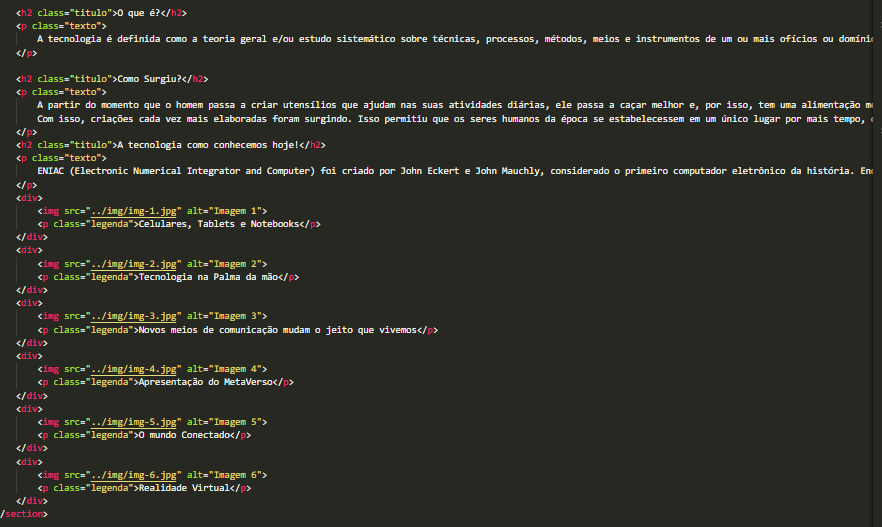 <h2 class="titulo">O que é?</h2>
<p class="texto">
A tecnologia é definida como a teoria geral e/ou estudo sistemático sobre técnicas, processos, métodos, meios e instrumentos de um ou mais ofícios ou
</p>
<h2 class="titulo">Como Surgiu?</h2>
<p class="texto">
A partir do momento que o homem passa a criar utensílios que ajudam nas suas atividades diárias, ele passa a caçar melhor e, por isso, tem uma alimentação
Com isso, criações cada vez mais elaboradas foram surgindo. Isso permitiu que os seres humanos da época se estabelecessem em um único lugar por mais tempo,
</p>
<h2 class="titulo">A tecnologia como conhecemos hoje!</h2>
<p class="texto">
ENIAC (Electronic Numerical Integrator and Computer) foi criado por John Eckert e John Mauchly, considerado o primeiro computador eletrônico da história.
</p>
<div>
<img src="../img/img-1.jpg" alt="Imagem 1">
<p class="legenda">Celulares, Tablets e Notebooks</p>
</div>
<div>
<img src="../img/img-2.jpg" alt="Imagem 2">
<p class="legenda">Tecnologia na Palma da mão</p>
</div>
<div>
<img src="../img/img-3.jpg" alt="Imagem 3">
<p class="legenda">Novos meios de comunicação mudam o jeito que vivemos</p>
</div>
<div>
<img src="../img/img-4.jpg" alt="Imagem 4">
<p class="legenda">Apresentação do MetaVerso</p>
</div>
<div>
<img src="../img/img-5.jpg" alt="Imagem 5">
<p class="legenda">O mundo Conectado</p>
</div>
<div>
<img src="../img/img-6.jpg" alt="Imagem 6">
<p class="legenda">Realidade Virtual</p>
</div>
/section>